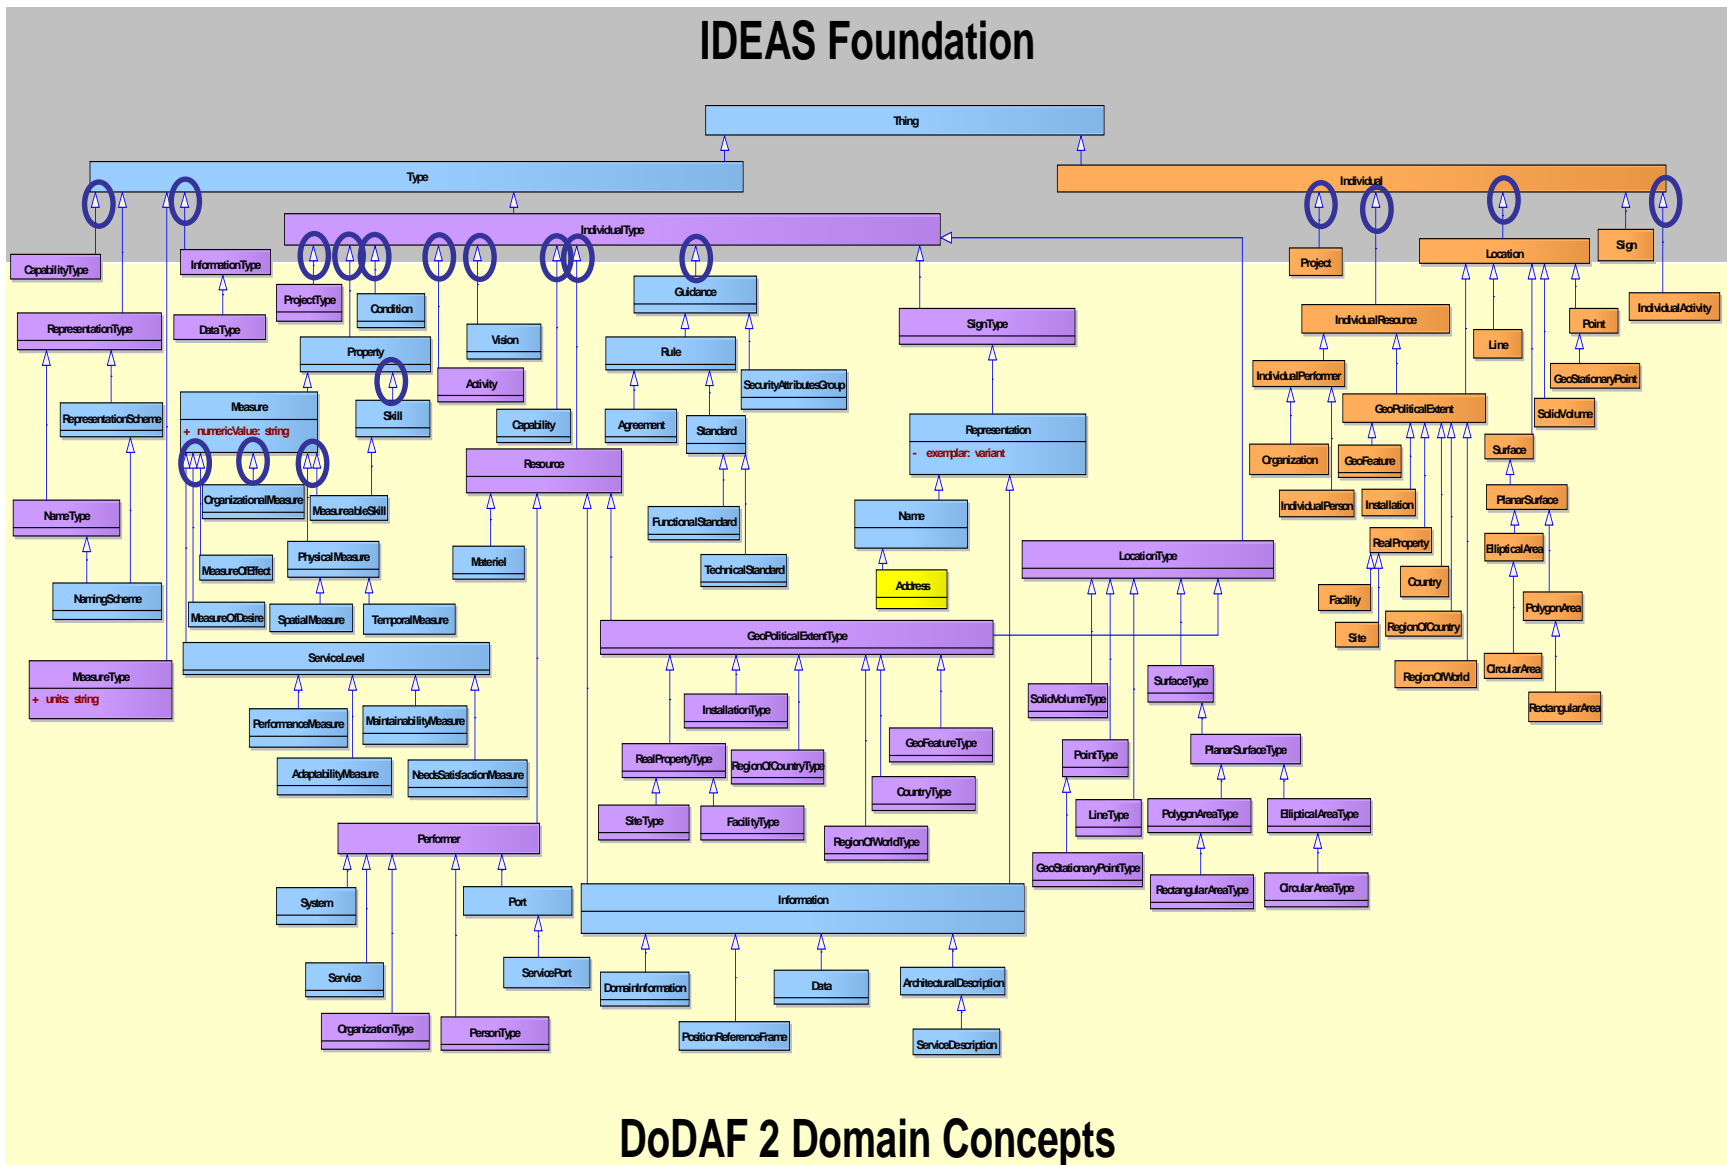 IDEAS Foundation
Thing
Type
Individual
IndividualType
CapabilityType
InformationType
DataType
RepresentationType
RepresentationScheme
NameType
NamingScheme
MeasureType
+ units: string
ProjectType
Condition
Property
Vision
Activity
Capability
Measure
+ numericValue: string
Skill
OrganizationalMeasure
MeasureableSkill
PhysicalMeasure
MeasureOfEffect
MeasureOfDesire
SpatialMeasure
TemporalMeasure
ServiceLevel
PerformanceMeasure
MaintainabilityMeasure
AdaptabilityMeasure
NeedsSatisfactionMeasure
Guidance
Rule
SecurityAttributesGroup
Agreement
Standard
FunctionalStandard
TechnicalStandard
Resource
Materiel
SignType
Representation
- exemplar: variant
Name
Address
LocationType
GeoPoliticalExtentType
InstallationType
GeoFeatureType
RealPropertyType
RegionOfCountryType
CountryType
SiteType
FacilityType
RegionOfWorldType
SolidVolumeType
SurfaceType
PointType
PlanarSurfaceType
LineType
PolygonAreaType
EllipticalAreaType
GeoStationaryPointType
RectangularAreaType
CircularAreaType
Performer
System
Port
Service
ServicePort
OrganizationType
PersonType
Information
DomainInformation
Data
ArchitecturalDescription
PositionReferenceFrame
ServiceDescription
Project
Location
Sign
IndividualActivity
IndividualResource
Line
Point
GeoStationaryPoint
IndividualPerformer
GeoPoliticalExtent
SolidVolume
Surface
Organization
GeoFeature
IndividualPerson
Installation
PlanarSurface
RealProperty
EllipticalArea
Country
Facility
PolygonArea
RegionOfCountry
Site
CircularArea
RegionOfWorld
RectangularArea
DoDAF 2 Domain Concepts